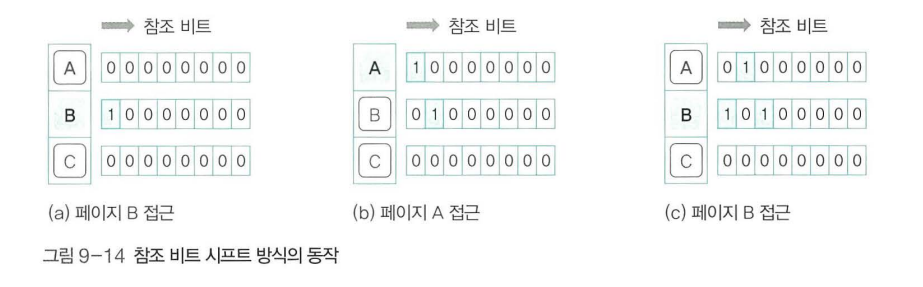 참조 비트
A 0 0 0 0 0 0 0 0
B 1 0 0 0 0 0 0 0
C 0 0 0 0 0 0 0 0
(a) 페이지 B 접근
참조 비트
A 1 0 0 0 0 0 0 0
B 0 1 0 0 0 0 0 0
C 0 0 0 0 0 0 0 0
(b) 페이지 A 접근
참조 비트
A 0 1 0 0 0 0 0 0
B 1 0 1 0 0 0 0 0
C 0 0 0 0 0 0 0 0
(c) 페이지 B 접근
그림 9-14 참조 비트 시프트 방식의 동작